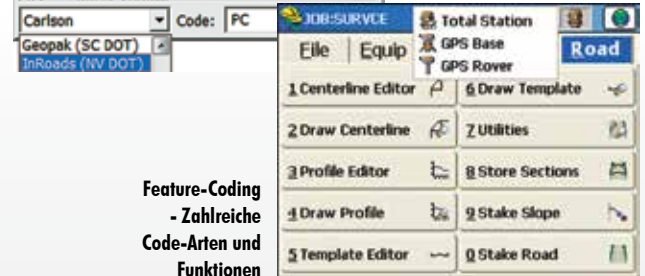 Carlson Code: PC
Geopak (SC DOT)
InRoads (NV DOT)
JOB:SURVCE
Total Station
GPS Base
GPS Rover
File Equip Road
1 Centerline Editor
6 Draw Template
2 Draw Centerline
7 Utilities
3 Profile Editor
8 Store Sections
4 Draw Profile
9 Stake Slope
5 Template Editor
0 Stake Road
Feature-Coding
- Zahlreiche
Code-Arten und
Funktionen